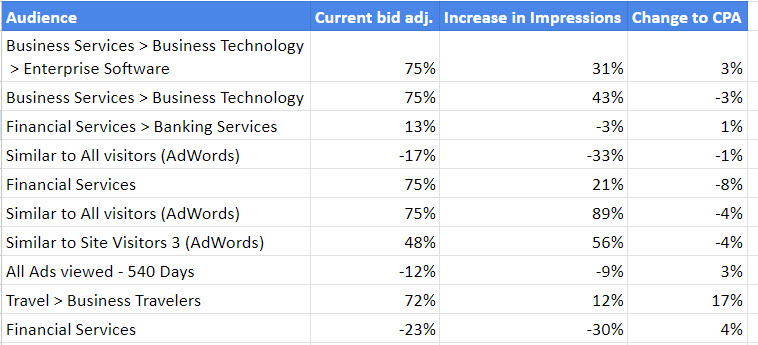 Audience Current bid adj. Increase in Impressions Change to CPA
Business Services > Business Technology
> Enterprise Software 75% 31% 3%
Business Services > Business Technology 75% 43% -3%
Financial Services > Banking Services 13% -3% 1%
Similar to All visitors (AdWords) -17% -33% -1%
Financial Services 75% 21% -8%
Similar to All visitors (AdWords) 75% 89% -4%
Similar to Site Visitors 3 (AdWords) 48% 56% -4%
All Ads viewed - 540 Days -12% -9% 3%
Travel > Business Travelers 72% 12% 17%
Financial Services -23% -30% 4%